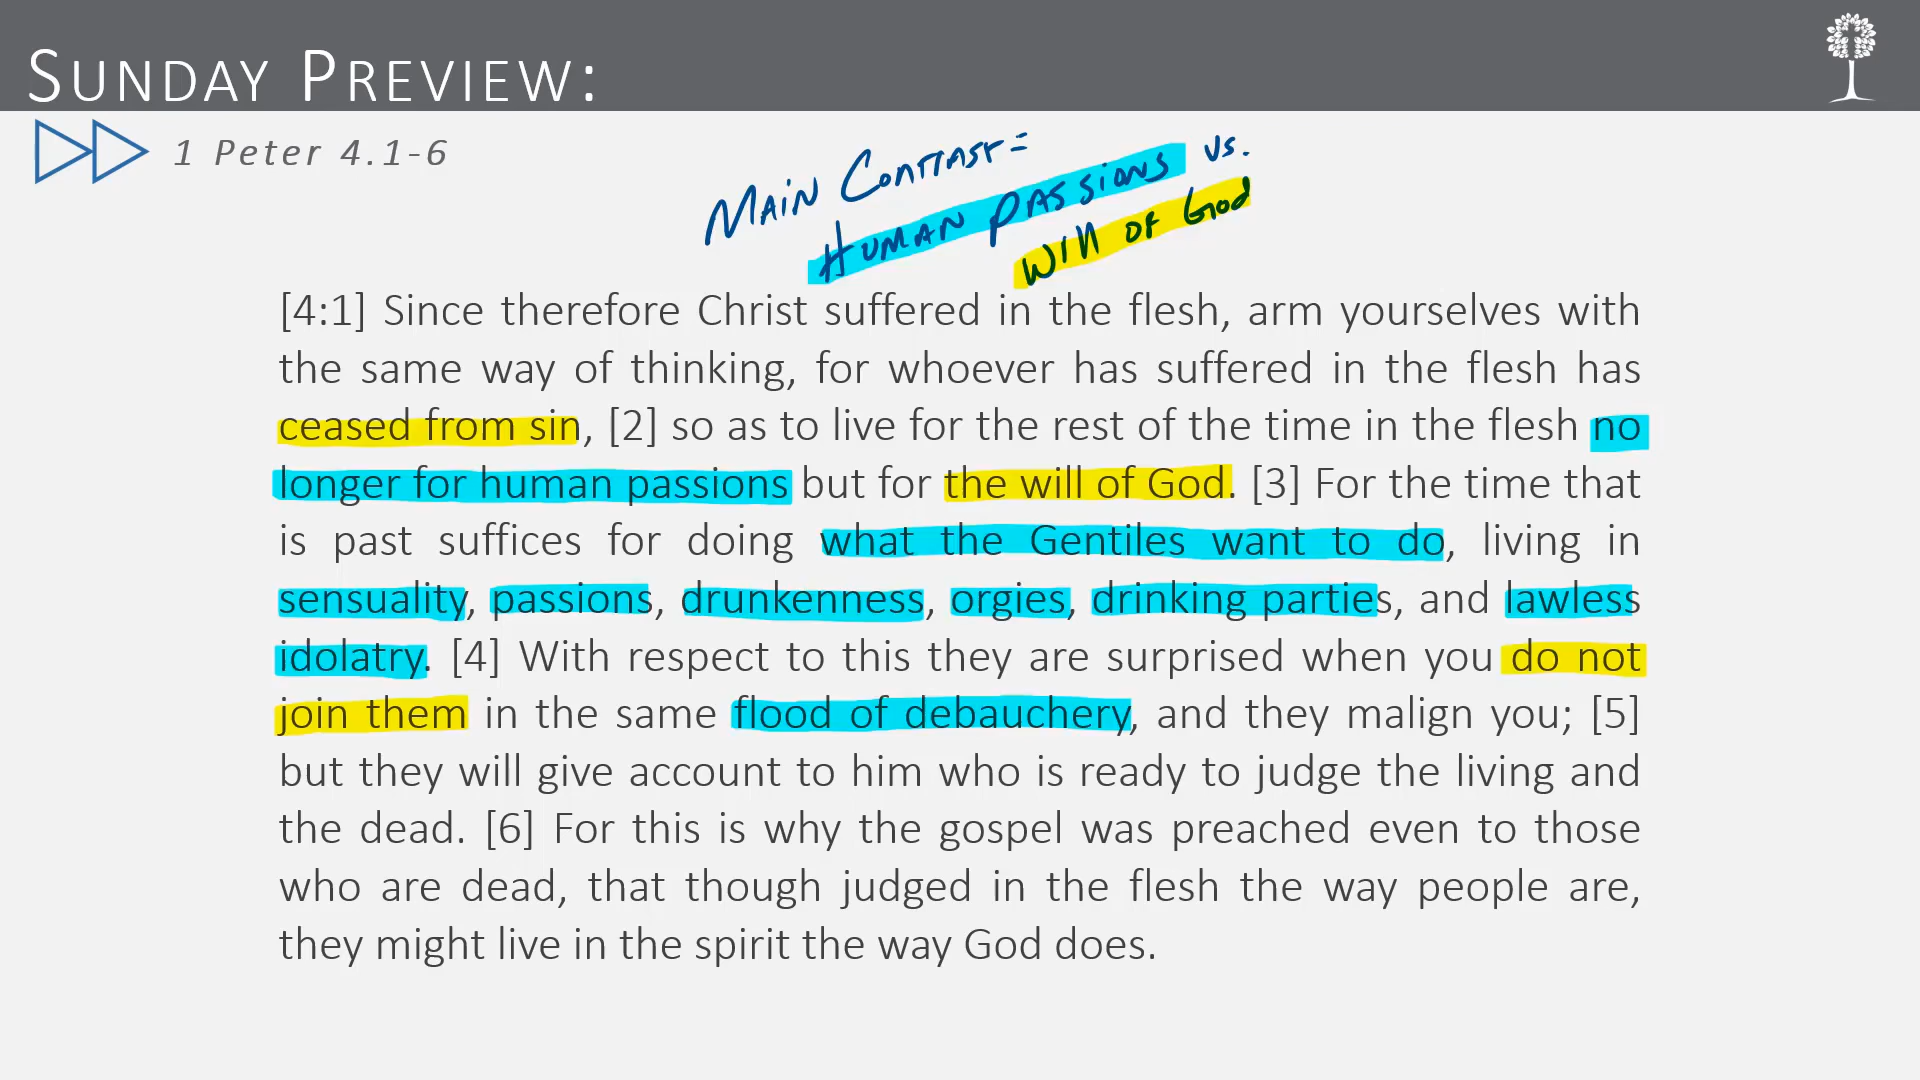 SUNDAY PREVIEW:
1 Peter 4.1-6
MAIN CONTRAST =
HUMAN PASSIONS vs.
WILL OF GOD
[4:1] Since therefore Christ suffered in the flesh, arm yourselves with
the same way of thinking, for whoever has suffered in the flesh has
ceased from sin, [2] so as to live for the rest of the time in the flesh no
longer for human passions but for the will of God. [3] For the time that
is past suffices for doing what the Gentiles want to do, living in
sensuality, passions, drunkenness, orgies, drinking parties, and lawless
idolatry. [4] With respect to this they are surprised when you do not
join them in the same flood of debauchery, and they malign you; [5]
but they will give account to him who is ready to judge the living and
the dead. [6] For this is why the gospel was preached even to those
who are dead, that though judged in the flesh the way people are,
they might live in the spirit the way God does.